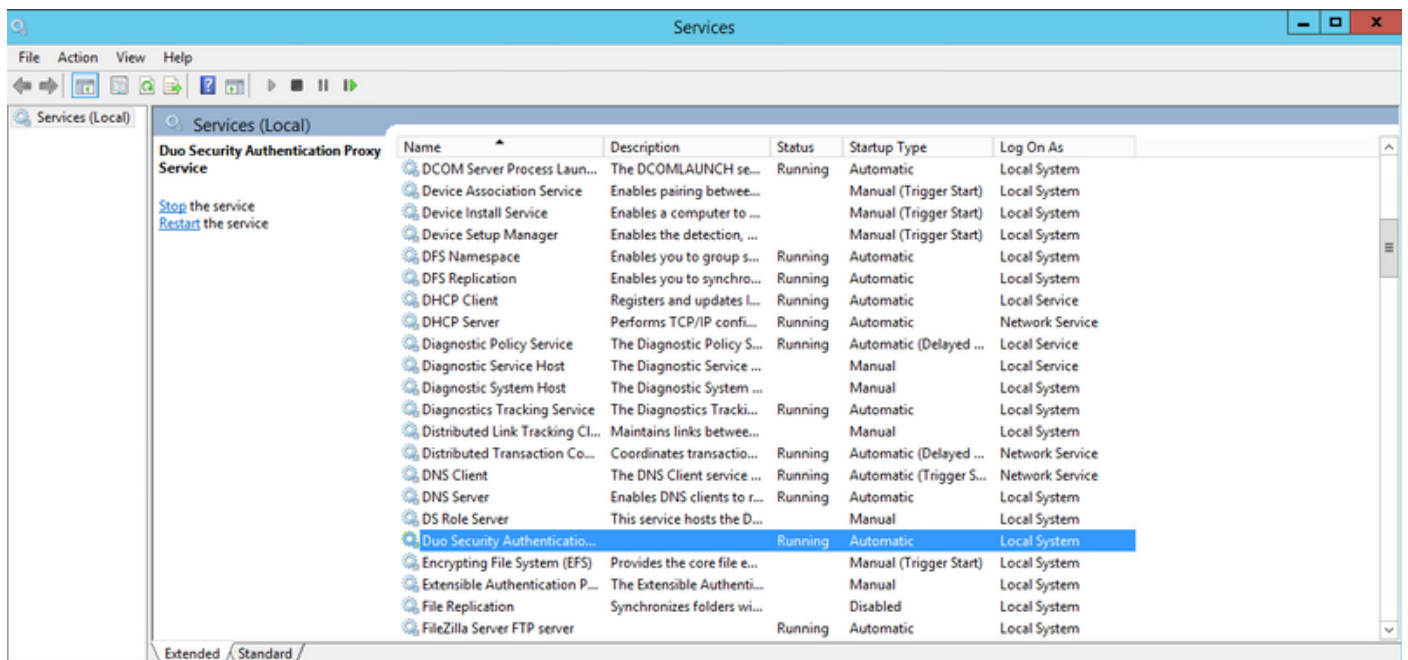 Services
File Action View Help
Services (Local)
Services (Local)
Duo Security Authentication Proxy
Service
Stop the service
Restart the service
Name Description Status Startup Type Log On As
DCOM Server Process Laun... The DCOMLAUNCH se... Running Automatic Local System
Device Association Service Enables pairing betwee... Manual (Trigger Start) Local System
Device Install Service Enables a computer to ... Manual (Trigger Start) Local System
Device Setup Manager Enables the detection, ... Manual (Trigger Start) Local System
DFS Namespace Enables you to group s... Running Automatic Local System
DFS Replication Enables you to synchro... Running Automatic Local System
DHCP Client Registers and updates I... Running Automatic Local Service
DHCP Server Performs TCP/IP confi... Running Automatic Network Service
Diagnostic Policy Service The Diagnostic Policy S... Running Automatic (Delayed ... Local Service
Diagnostic Service Host The Diagnostic Service ... Manual Local Service
Diagnostic System Host The Diagnostic System ... Manual Local System
Diagnostics Tracking Service The Diagnostics Tracki... Running Automatic Local System
Distributed Link Tracking Cl... Maintains links betwee... Manual Local System
Distributed Transaction Co... Coordinates transactio... Running Automatic (Delayed ... Network Service
DNS Client The DNS Client service ... Running Automatic (Trigger S... Network Service
DNS Server Enables DNS clients to r... Running Automatic Local System
DS Role Server This service hosts the D... Manual Local System
Duo Security Authenticatio... Running Automatic Local System
Encrypting File System (EFS) Provides the core file e... Manual (Trigger Start) Local System
Extensible Authentication P... The Extensible Authenti... Manual Local System
File Replication Synchronizes folders wi... Disabled Local System
FileZilla Server FTP server Running Automatic Local System
Extended Standard